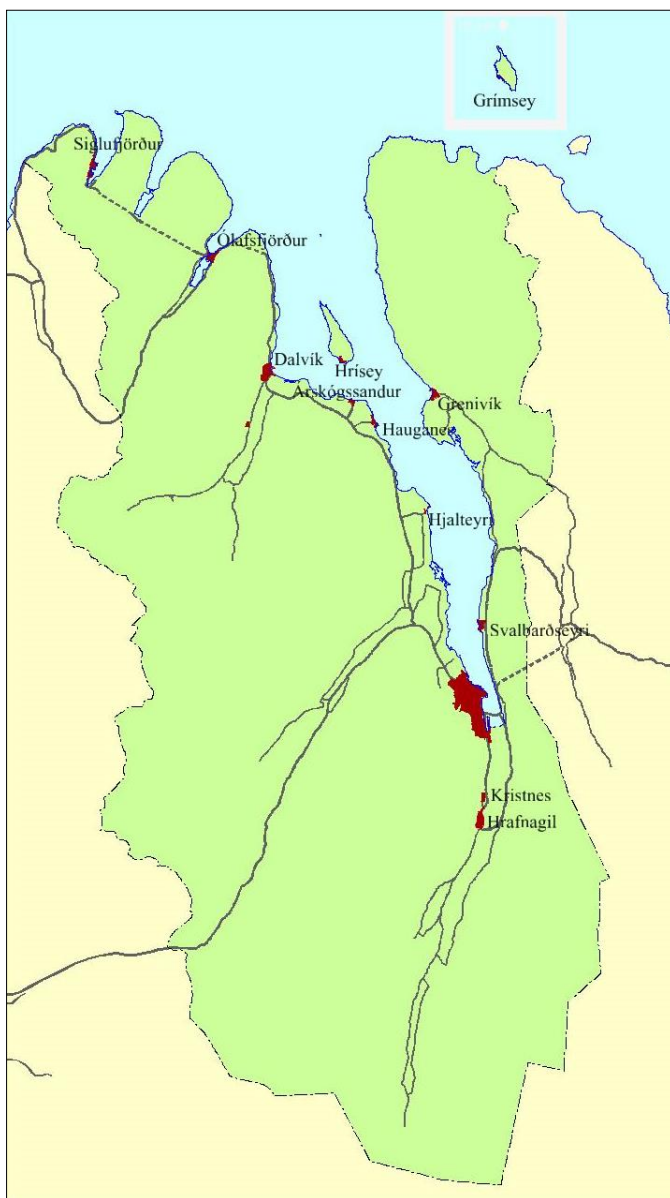 Grímsey
Siglufjörður
Ólafsfjörður
Dalvík
Hrísey
Árskógssandur
Grenivík
Hauganes
Hjalteyri
Svalbarðseyri
Kristnes
Hrafnagil